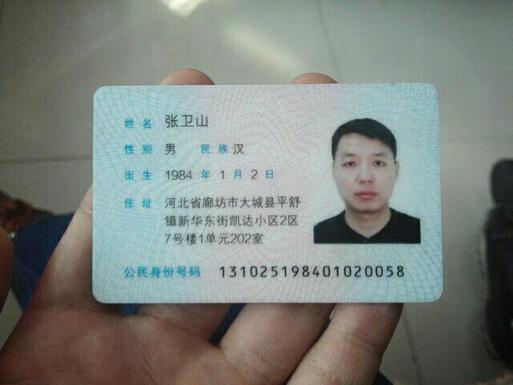 姓名 张卫山
性别 男 民族 汉
出生 1984 年 1 月 2 日
住址 河北省廊坊市大城县平舒
镇新华东街凯达小区2区
7号楼1单元202室
公民身份号码 131025198401020058